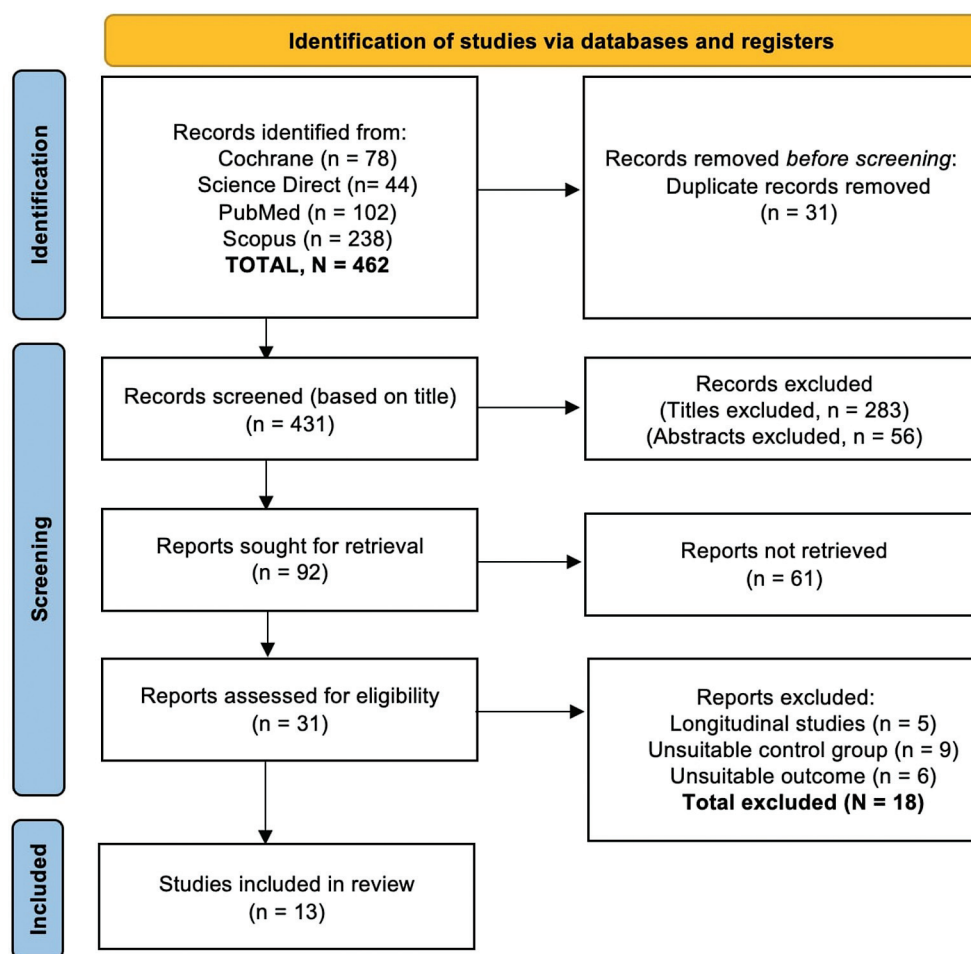 Identification of studies via databases and registers
Identification
Records identified from:
Cochrane (n = 78)
Science Direct (n= 44)
PubMed (n = 102)
Scopus (n = 238)
TOTAL, N = 462
Records removed before screening:
Duplicate records removed
(n = 31)
Screening
Records screened (based on title)
(n = 431)
Records excluded
(Titles excluded, n = 283)
(Abstracts excluded, n = 56)
Reports sought for retrieval
(n = 92)
Reports not retrieved
(n = 61)
Reports assessed for eligibility
(n = 31)
Reports excluded:
Longitudinal studies (n = 5)
Unsuitable control group (n = 9)
Unsuitable outcome (n = 6)
Total excluded (N = 18)
Included
Studies included in review
(n = 13)